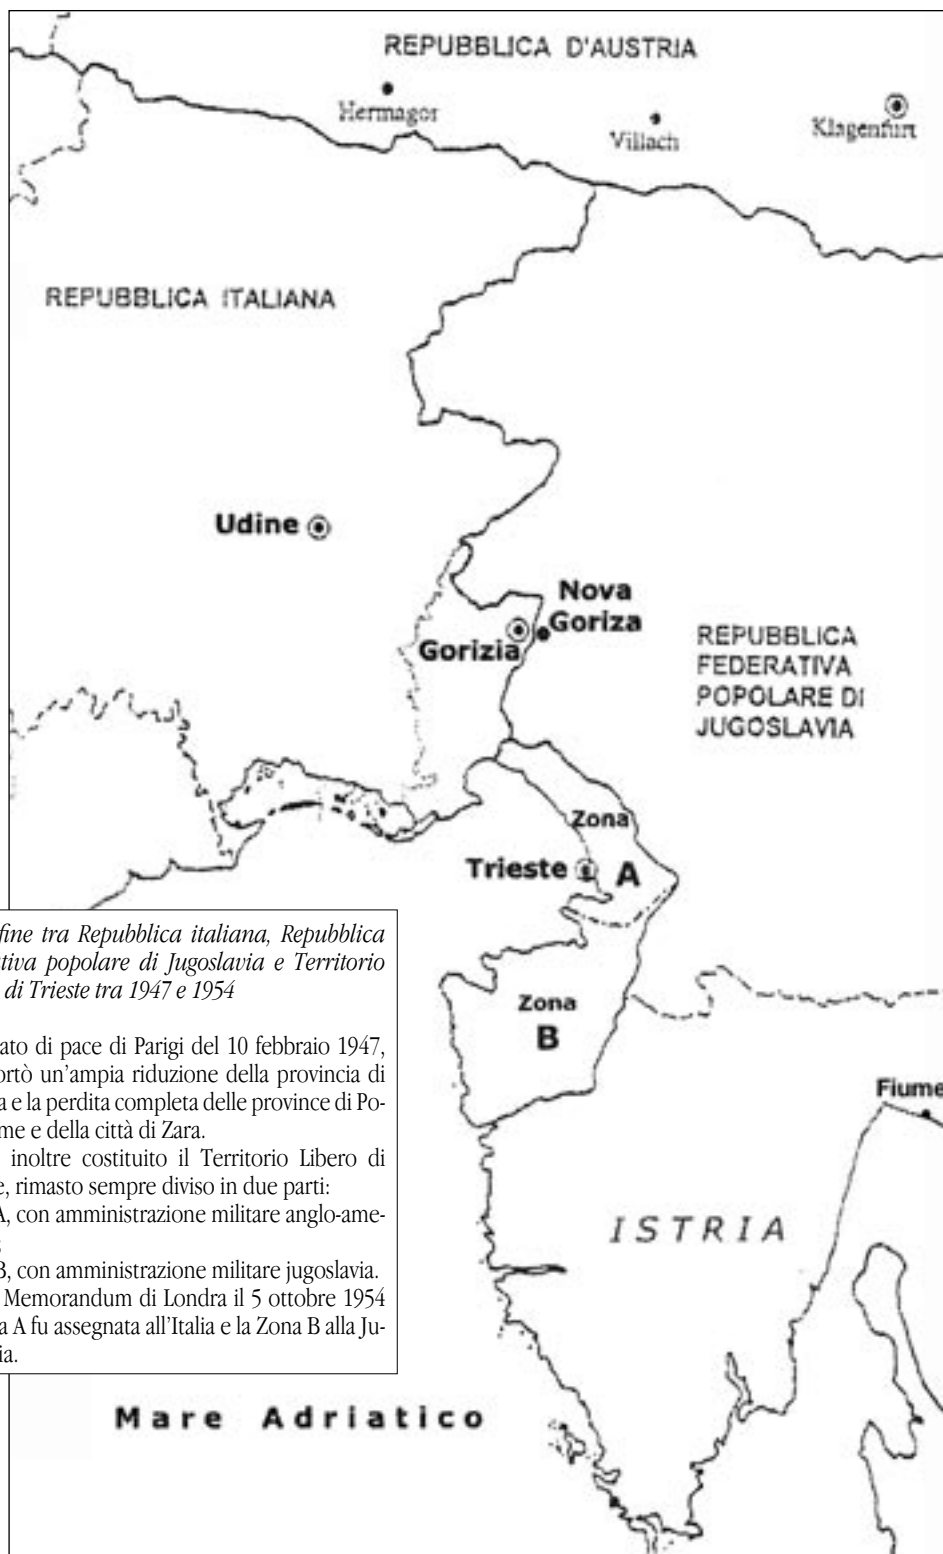 REPUBBLICA D'AUSTRIA
Hermagor
Villach
Klagenfurt
REPUBBLICA ITALIANA
Udine
Nova
Goriza
Gorizia
REPUBBLICA
FEDERATIVA
POPOLARE DI
JUGOSLAVIA
Zona
A
Trieste
Zona
B
Fiume
ISTRIA
Mare Adriatico
fine tra Repubblica italiana, Repubblica
tiva popolare di Jugoslavia e Territorio
di Trieste tra 1947 e 1954
ato di pace di Parigi del 10 febbraio 1947,
ortò un'ampia riduzione della provincia di
a e la perdita completa delle province di Po-
me e della città di Zara.
inoltre costituito il Territorio Libero di
e, rimasto sempre diviso in due parti:
A, con amministrazione militare anglo-ame-
;
B, con amministrazione militare jugoslavia.
Memorandum di Londra il 5 ottobre 1954
a A fu assegnata all'Italia e la Zona B alla Ju-
ia.